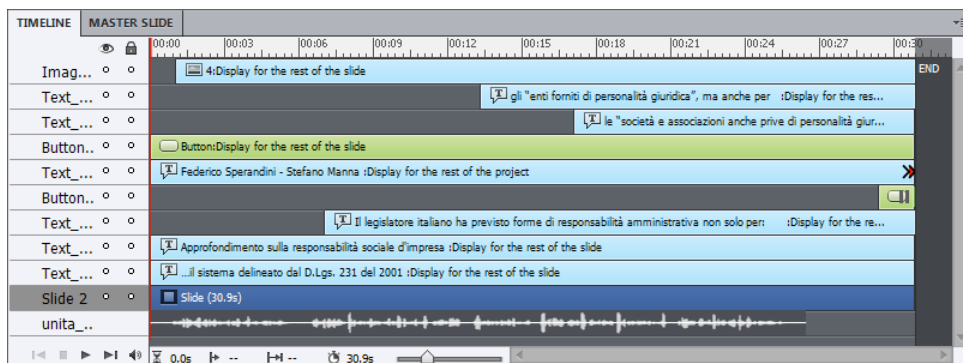 TIMELINE MASTER SLIDE
00:00 00:03 00:06 00:09 00:12 00:15 00:18 00:21 00:24 00:27 00:30
Imag... 4:Display for the rest of the slide END
Text_... gli "enti forniti di personalità giuridica", ma anche per :Display for the res...
Text_... le "società e associazioni anche prive di personalità giur...
Button.. Button:Display for the rest of the slide
Text_... Federico Sperandini - Stefano Manna :Display for the rest of the project
Button..
Text_... Il legislatore italiano ha previsto forme di responsabilità amministrativa non solo per: :Display for the re...
Text_... Approfondimento sulla responsabilità sociale d'impresa :Display for the rest of the slide
Text_... ...il sistema delineato dal D.Lgs. 231 del 2001 :Display for the rest of the slide
Slide 2 Slide (30.9s)
unita_..
0.0s -- -- 30.9s